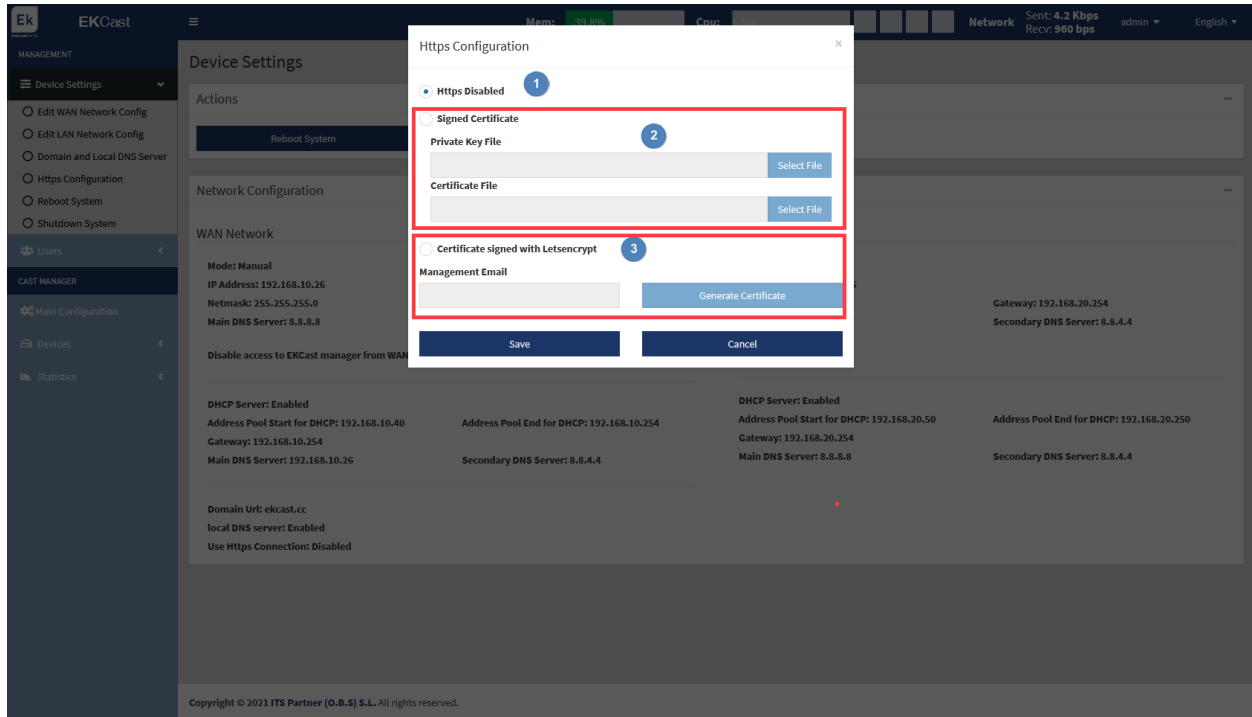 Ek EKCast
Mem: 39.8% Cpu: Network Sent: 4.2 Kbps admin English
Recv: 960 bps
MANAGEMENT
Device Settings
Edit WAN Network Config
Edit LAN Network Config
Domain and Local DNS Server
Https Configuration
Reboot System
Shutdown System
Users
CAST MANAGER
Main Configuration
Devices
Statistics
Device Settings
Actions
Reboot System
Network Configuration
WAN Network
Mode: Manual
IP Address: 192.168.10.26
Netmask: 255.255.255.0
Main DNS Server: 8.8.8.8
Disable access to EKCast manager from WAN
DHCP Server: Enabled
Address Pool Start for DHCP: 192.168.10.40 Address Pool End for DHCP: 192.168.10.254
Gateway: 192.168.10.254
Main DNS Server: 192.168.10.26 Secondary DNS Server: 8.8.4.4
Domain Url: ekcast.cc
local DNS server: Enabled
Use Https Connection: Disabled
Gateway: 192.168.20.254
Secondary DNS Server: 8.8.4.4
DHCP Server: Enabled
Address Pool Start for DHCP: 192.168.20.50 Address Pool End for DHCP: 192.168.20.250
Gateway: 192.168.20.254
Main DNS Server: 8.8.8.8 Secondary DNS Server: 8.8.4.4
Https Configuration ×
Https Disabled 1
Signed Certificate
2
Private Key File
Select File
Certificate File
Select File
Certificate signed with Letsencrypt 3
Management Email
Generate Certificate
Save Cancel
Copyright © 2021 ITS Partner (O.B.S) S.L. All rights reserved.